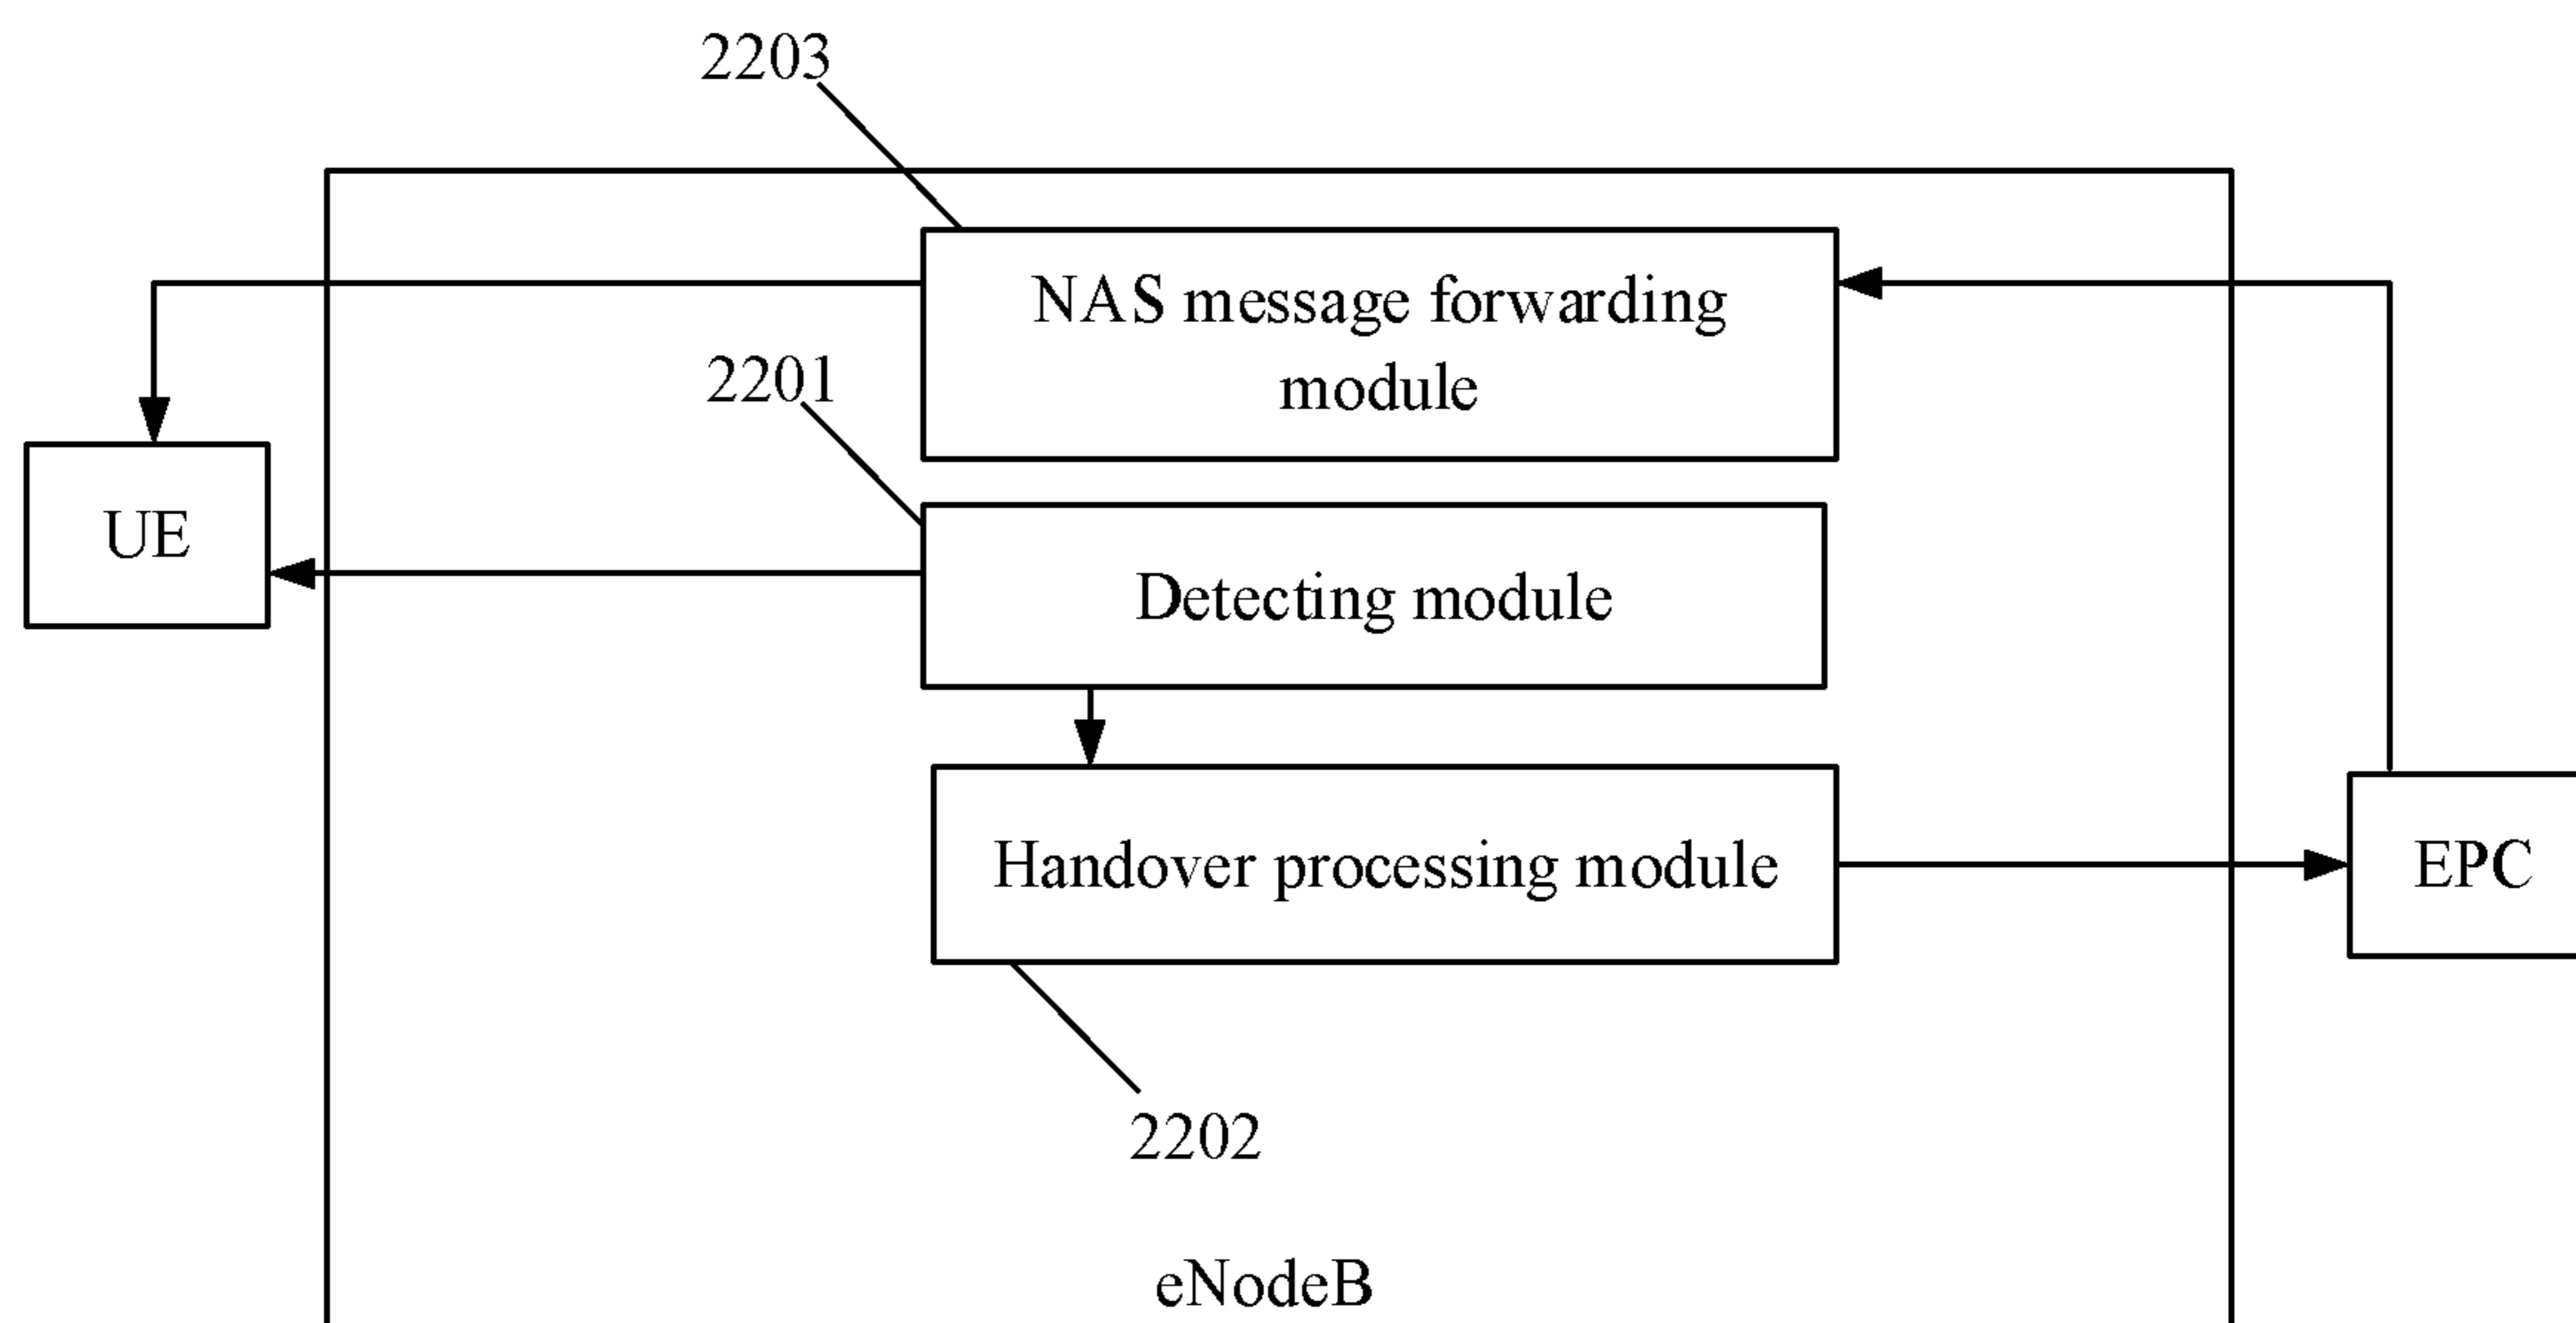 2203
NAS message forwarding
module
2201
UE
Detecting module
Handover processing module
EPC
2202
eNodeB